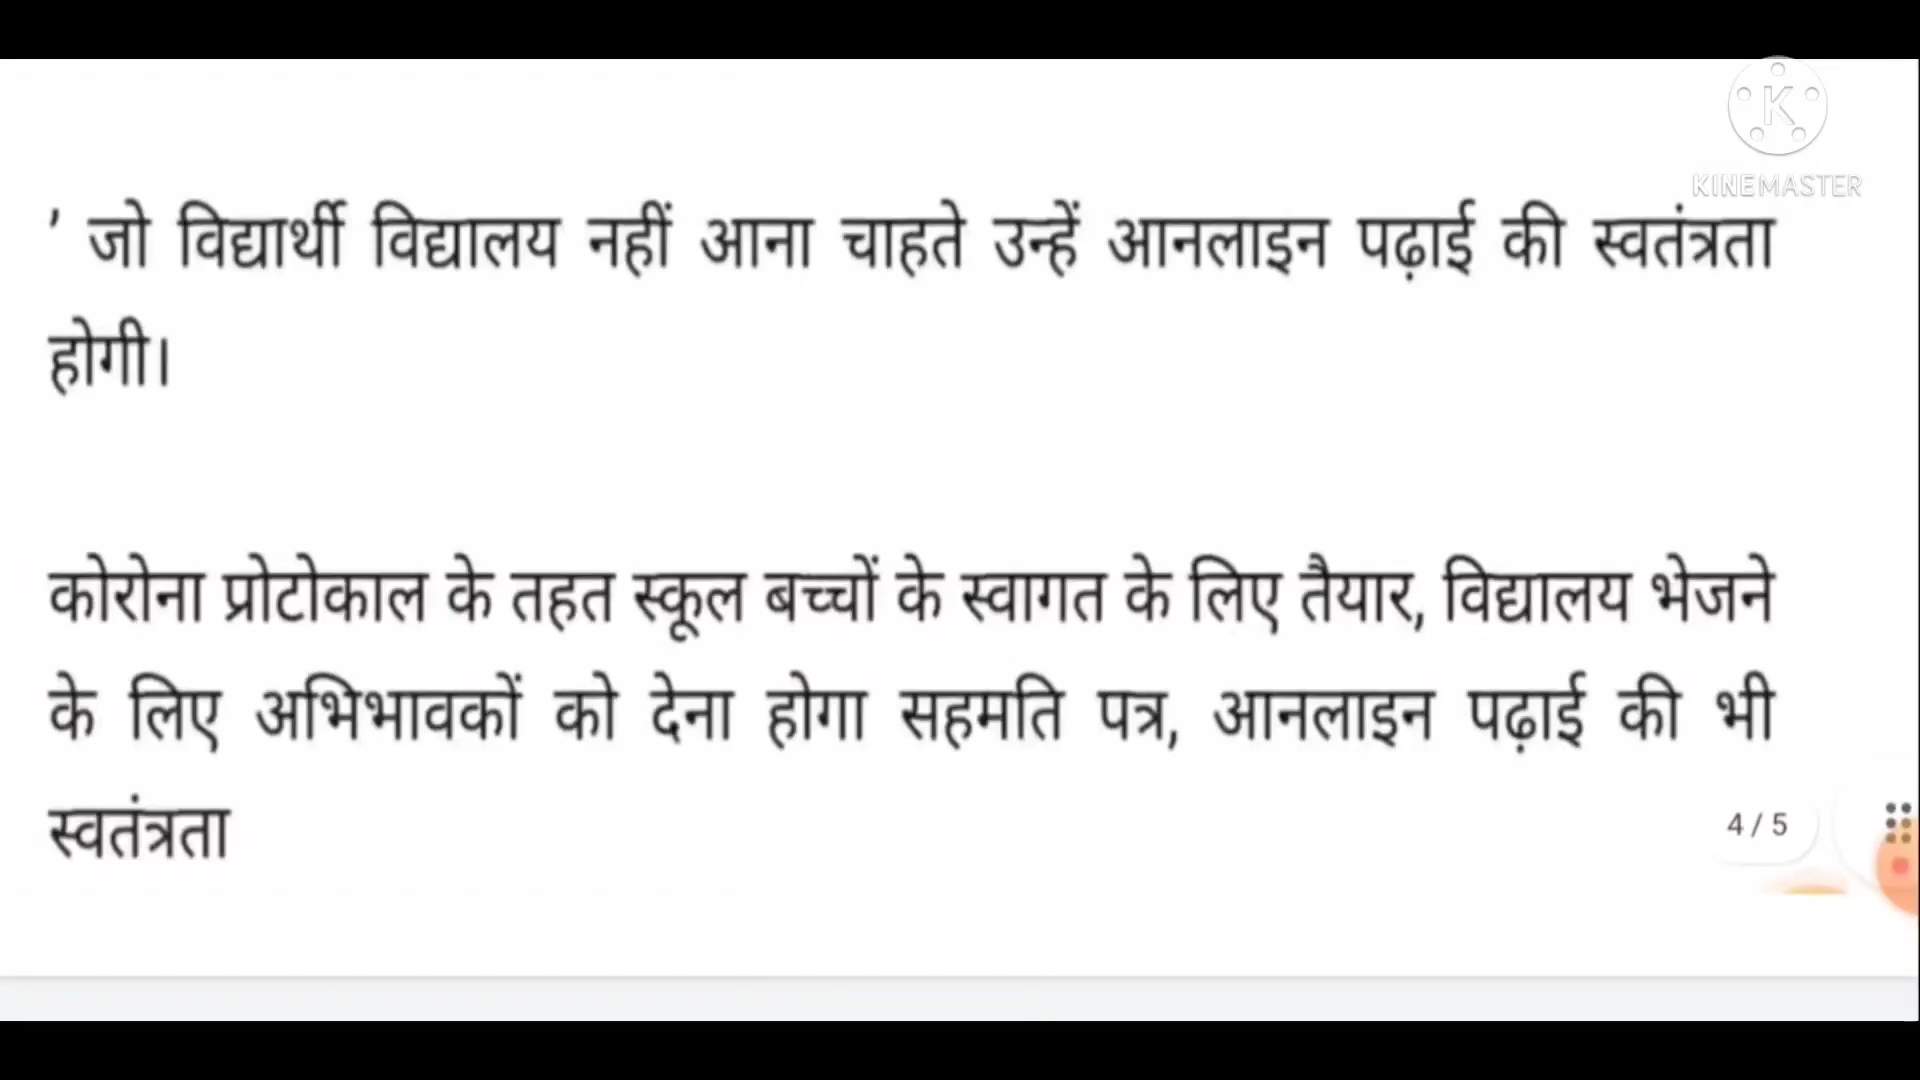 K
KINEMASTER
’ जो विद्यार्थी विद्यालय नहीं आना चाहते उन्हें आनलाइन पढ़ाई की स्वतंत्रता
होगी।
कोरोना प्रोटोकाल के तहत स्कूल बच्चों के स्वागत के लिए तैयार, विद्यालय भेजने
के लिए अभिभावकों को देना होगा सहमति पत्र, आनलाइन पढ़ाई की भी
स्वतंत्रता
4 / 5